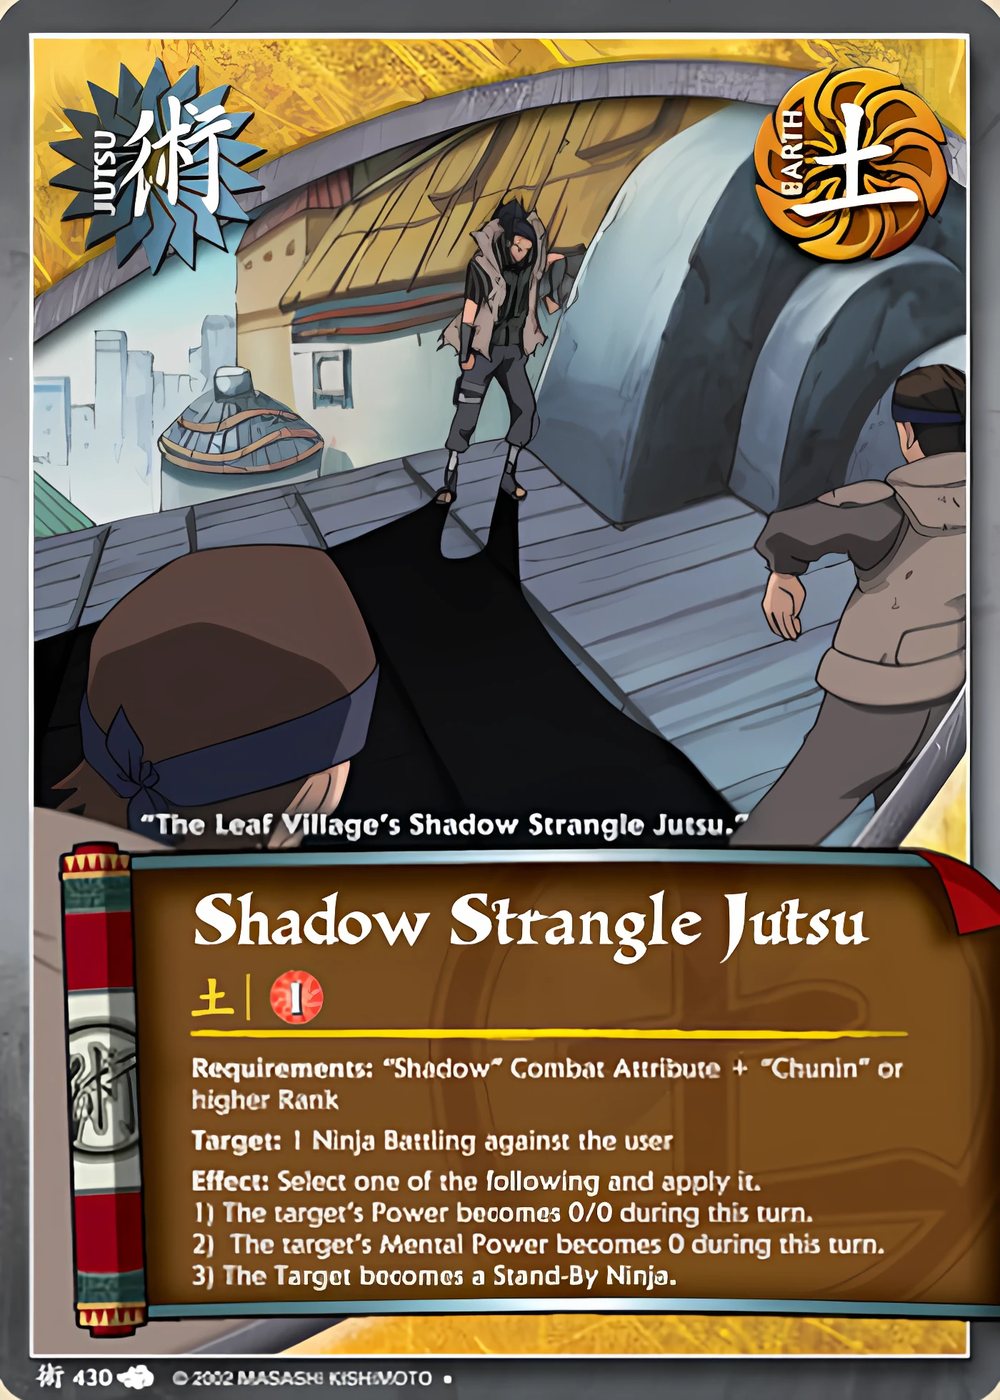 JUTSU
術
EARTH
土
"The Leaf Village's Shadow Strangle Jutsu."
Shadow Strangle Jutsu
土 | 1
Requirements: "Shadow" Combat Attribute + "Chunin" or
higher Rank
Target: 1 Ninja Battling against the user
Effect: Select one of the following and apply it.
1) The target's Power becomes 0/0 during this turn.
2) The target's Mental Power becomes 0 during this turn.
3) The Target becomes a Stand-By Ninja.
術
術 430 © 2002 MASASHI KISHIMOTO •